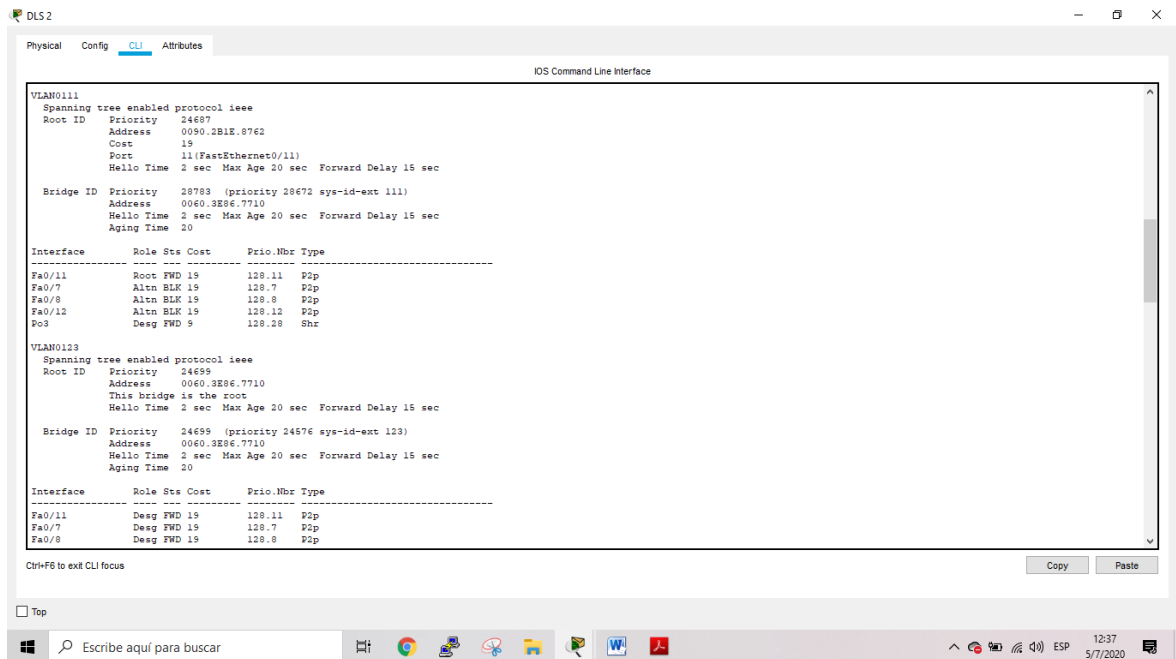 DLS 2
Physical Config CLI Attributes
IOS Command Line Interface
VLAN0111
Spanning tree enabled protocol ieee
Root ID Priority 24687
Address 0090.2B1E.8762
Cost 19
Port 11(FastEthernet0/11)
Hello Time 2 sec Max Age 20 sec Forward Delay 15 sec
Bridge ID Priority 28783 (priority 28672 sys-id-ext 111)
Address 0060.3E86.7710
Hello Time 2 sec Max Age 20 sec Forward Delay 15 sec
Aging Time 20
Interface Role Sts Cost Prio.Nbr Type
---------------- ---- --- --------- -------- --------------------------------
Fa0/11 Root FWD 19 128.11 P2p
Fa0/7 Altn BLK 19 128.7 P2p
Fa0/8 Altn BLK 19 128.8 P2p
Fa0/12 Altn BLK 19 128.12 P2p
Po3 Desg FWD 9 128.28 Shr
VLAN0123
Spanning tree enabled protocol ieee
Root ID Priority 24699
Address 0060.3E86.7710
This bridge is the root
Hello Time 2 sec Max Age 20 sec Forward Delay 15 sec
Bridge ID Priority 24699 (priority 24576 sys-id-ext 123)
Address 0060.3E86.7710
Hello Time 2 sec Max Age 20 sec Forward Delay 15 sec
Aging Time 20
Interface Role Sts Cost Prio.Nbr Type
---------------- ---- --- --------- -------- --------------------------------
Fa0/11 Desg FWD 19 128.11 P2p
Fa0/7 Desg FWD 19 128.7 P2p
Fa0/8 Desg FWD 19 128.8 P2p
Ctrl+F6 to exit CLI focus
Copy Paste
Top
Escribe aquí para buscar
ESP
12:37
5/7/2020